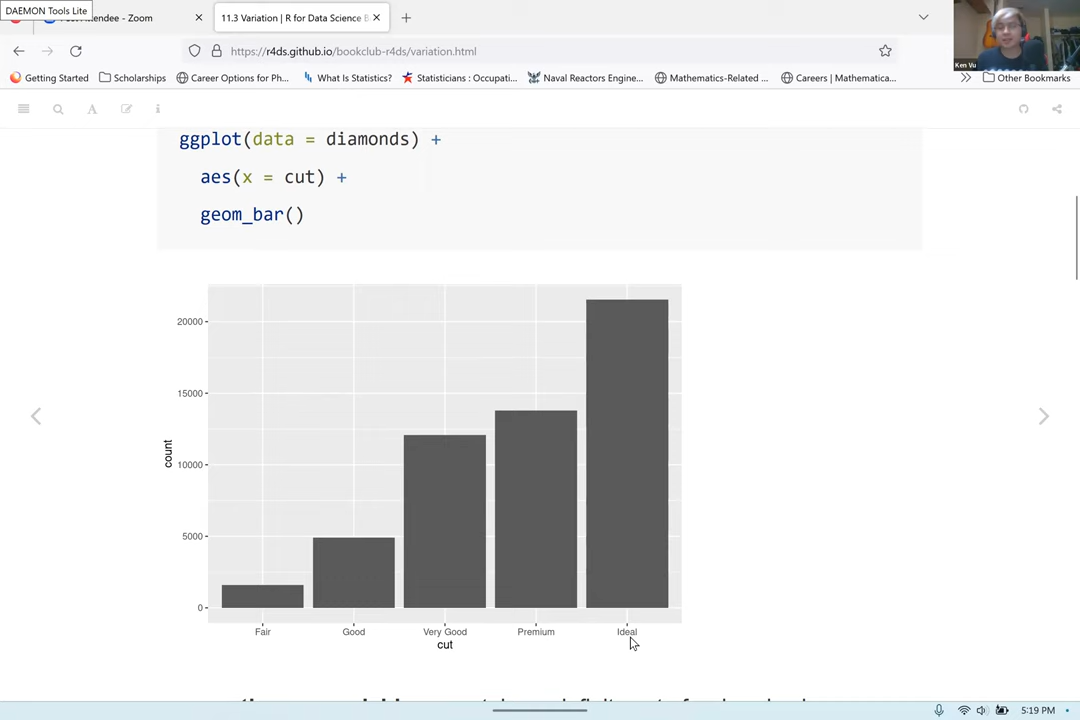 DAEMON Tools Lite
Attendee - Zoom
11.3 Variation | R for Data Science B
https://r4ds.github.io/bookclub-r4ds/variation.html
Getting Started
Scholarships
Career Options for Ph...
What Is Statistics?
Statisticians : Occupati...
Naval Reactors Engine...
Mathematics-Related ...
Careers | Mathematica...
Other Bookmarks
Ken Vu
ggplot(data = diamonds) +
aes(x = cut) +
geom_bar()
20000
15000
10000
5000
0
count
Fair
Good
Very Good
Premium
Ideal
cut
5:19 PM